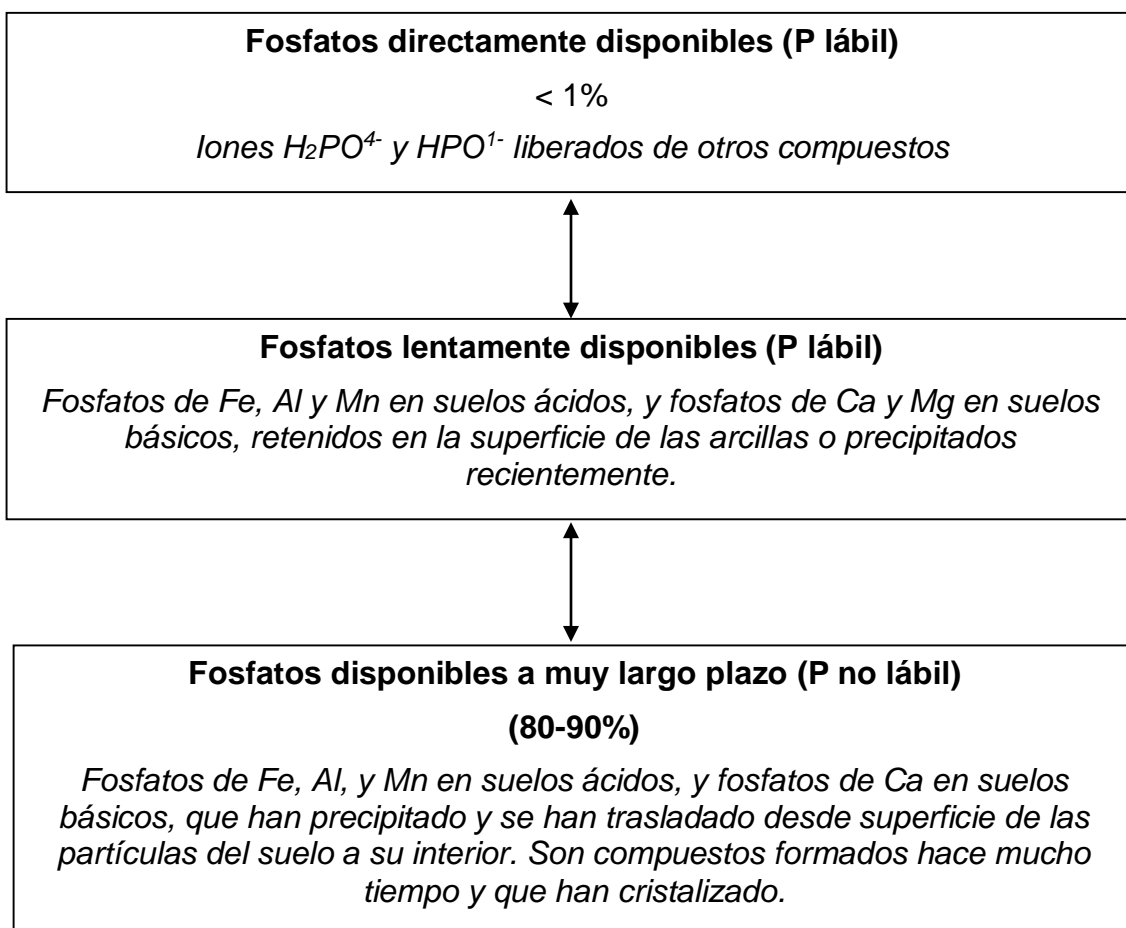 Fosfatos directamente disponibles (P lábil)
< 1%
Iones H₂PO⁴⁻ y HPO¹⁻ liberados de otros compuestos
Fosfatos lentamente disponibles (P lábil)
Fosfatos de Fe, Al y Mn en suelos ácidos, y fosfatos de Ca y Mg en suelos
básicos, retenidos en la superficie de las arcillas o precipitados
recientemente.
Fosfatos disponibles a muy largo plazo (P no lábil)
(80-90%)
Fosfatos de Fe, Al, y Mn en suelos ácidos, y fosfatos de Ca en suelos
básicos, que han precipitado y se han trasladado desde superficie de las
partículas del suelo a su interior. Son compuestos formados hace mucho
tiempo y que han cristalizado.